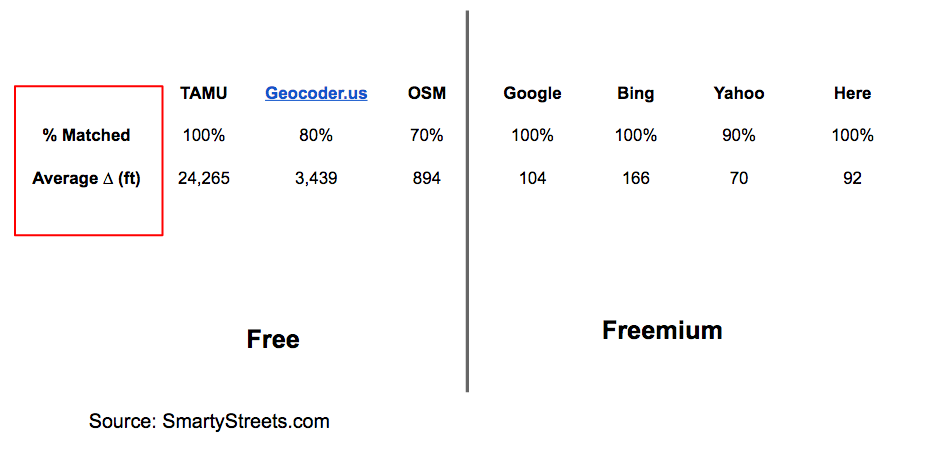 TAMU Geocoder.us OSM Google Bing Yahoo Here
% Matched 100% 80% 70% 100% 100% 90% 100%
Average Δ (ft) 24,265 3,439 894 104 166 70 92
Free Freemium
Source: SmartyStreets.com